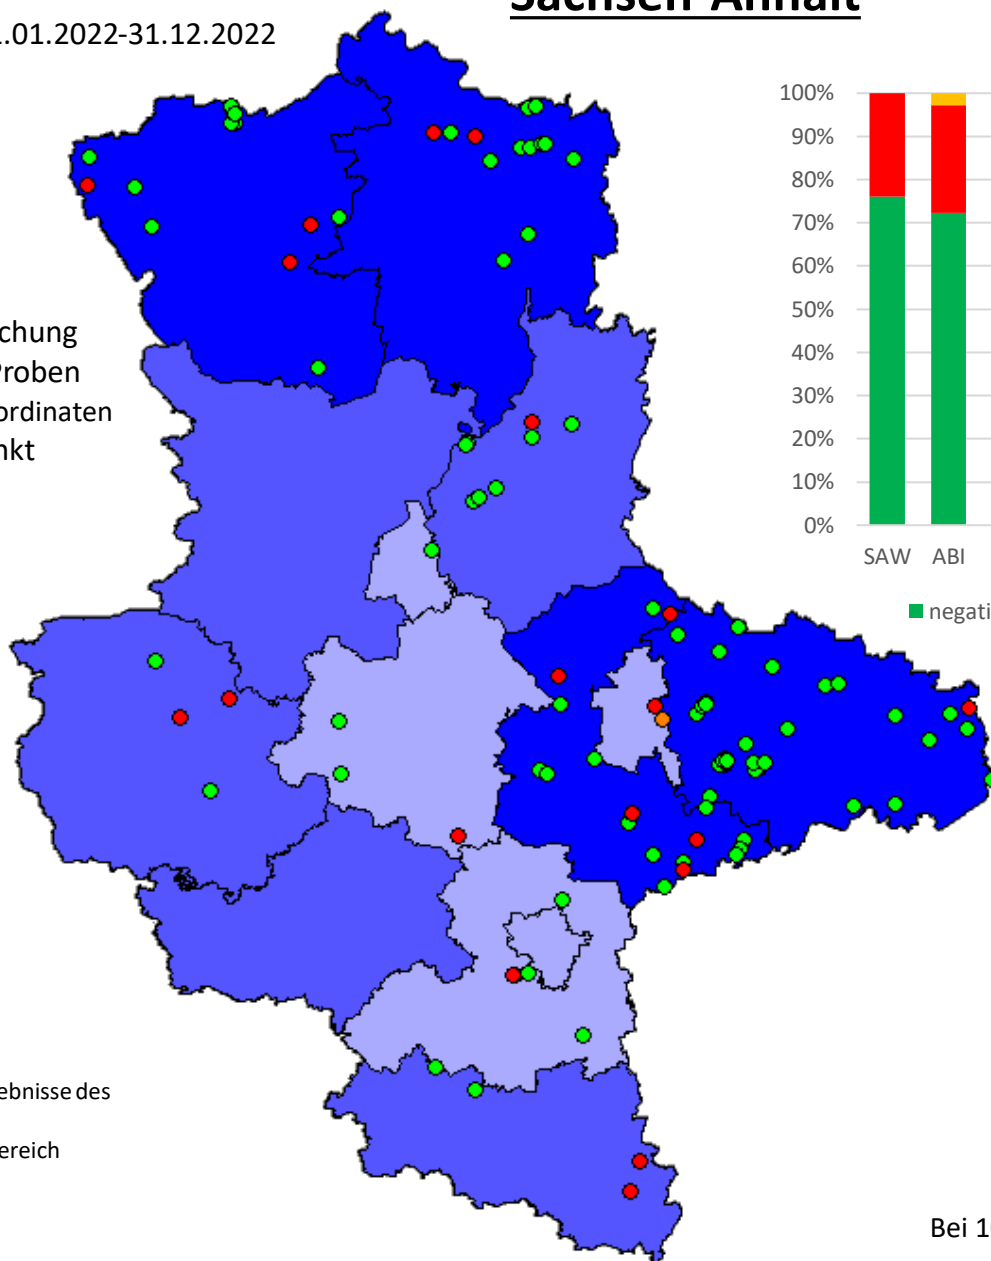 Sachsen-Anhalt
.01.2022-31.12.2022
100%
90%
80%
70%
60%
50%
40%
30%
20%
10%
0%
SAW ABI
negati
chung
Proben
ordinaten
nkt
ebnisse des
ereich
Bei 1